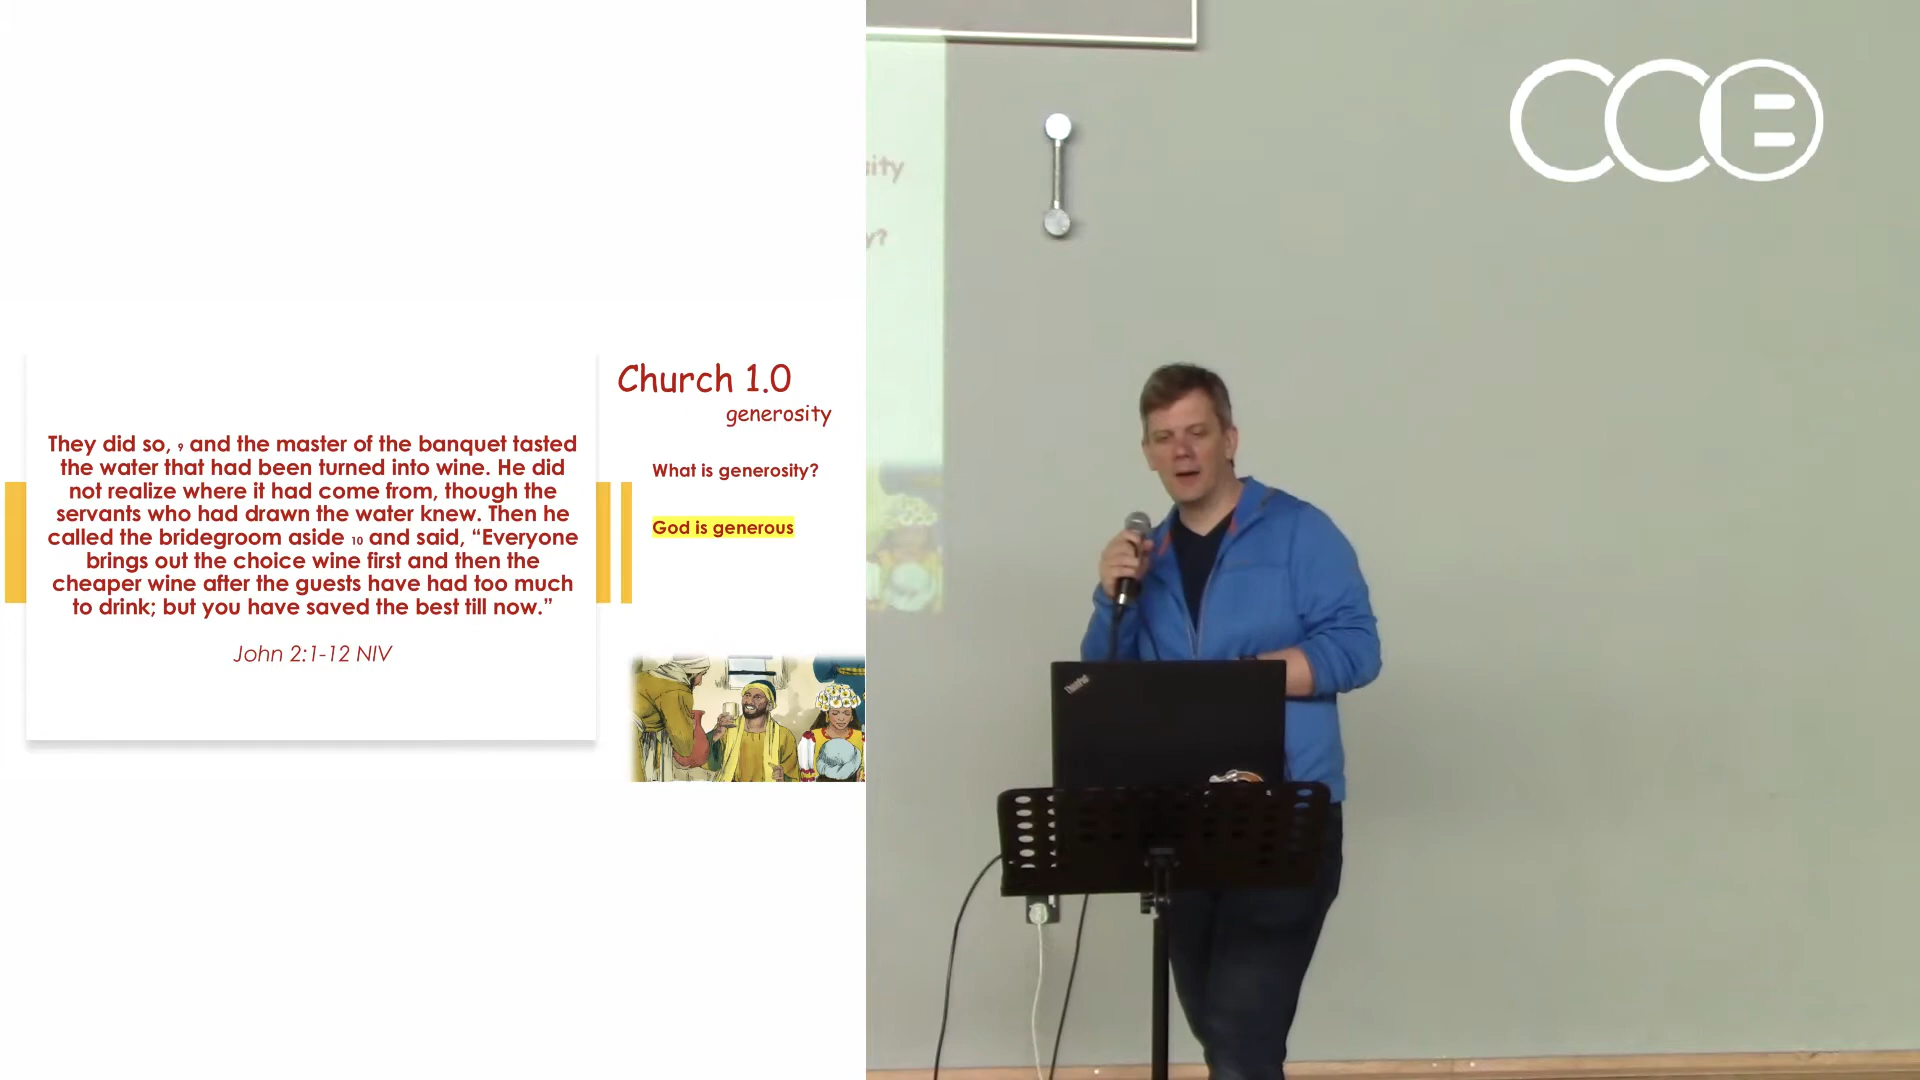 They did so, 9 and the master of the banquet tasted
the water that had been turned into wine. He did
not realize where it had come from, though the
servants who had drawn the water knew. Then he
called the bridegroom aside 10 and said, “Everyone
brings out the choice wine first and then the
cheaper wine after the guests have had too much
to drink; but you have saved the best till now.”
John 2:1-12 NIV
Church 1.0
generosity
What is generosity?
God is generous
sity
y?
CCB
ThinkPad